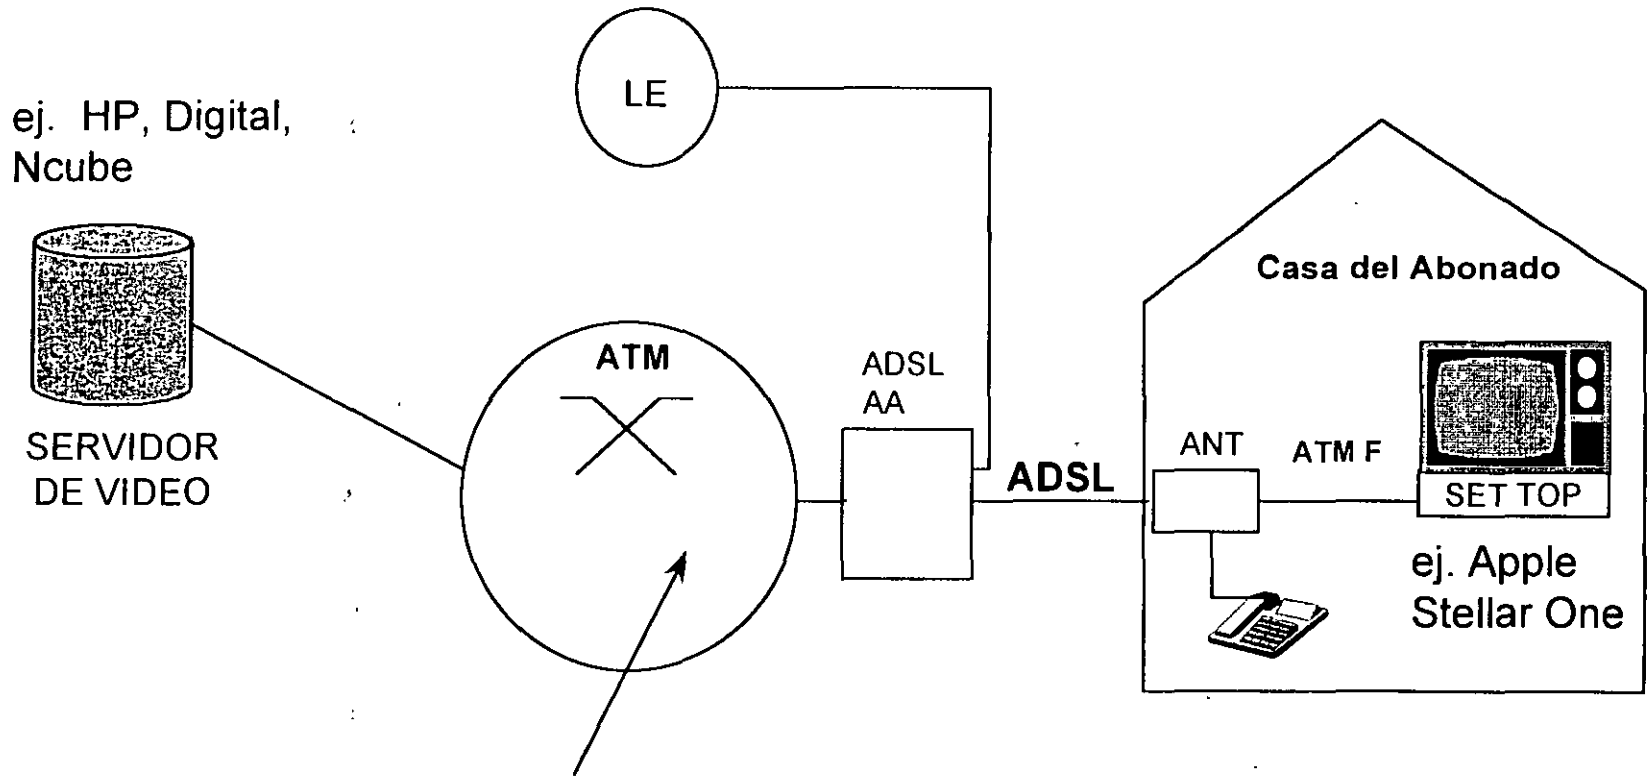 LE
ej. HP, Digital,
Ncube
SERVIDOR
DE VIDEO
ATM
ADSL
AA
ADSL
Casa del Abonado
ANT
ATM F
SET TOP
ej. Apple
Stellar One